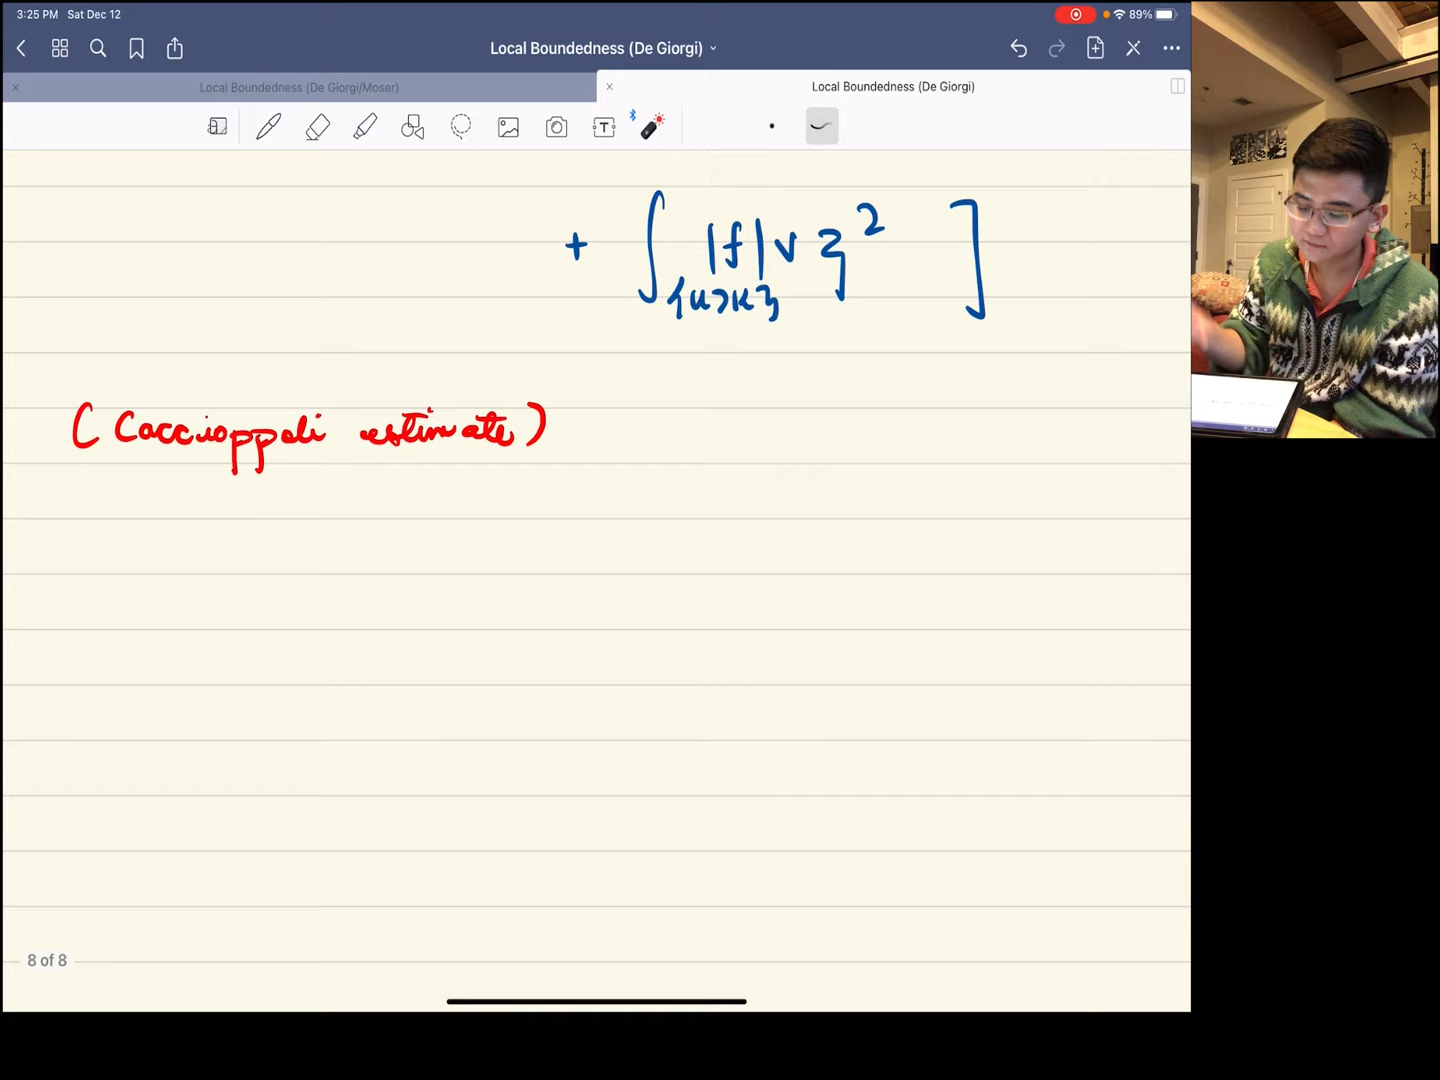 3:25 PM Sat Dec 12
89%
Local Boundedness (De Giorgi)
Local Boundedness (De Giorgi/Moser)
Local Boundedness (De Giorgi)
T
+ ∫_{u>k} |f| v ζ² ]
(Caccioppoli estimate)
8 of 8